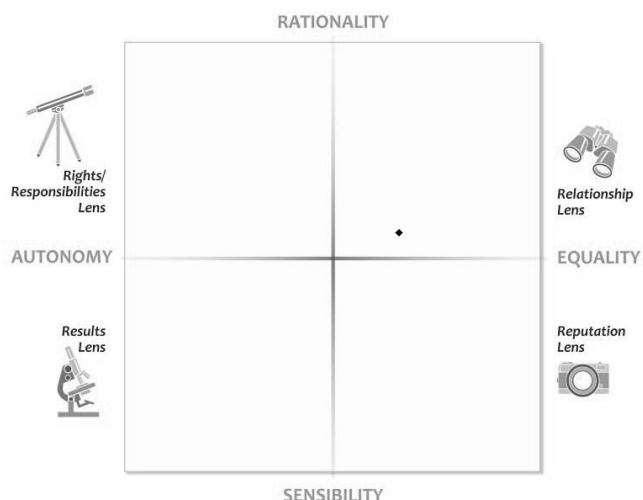 RATIONALITY
Rights/
Responsibilities
Lens
Relationship
Lens
AUTONOMY
EQUALITY
Results
Lens
Reputation
Lens
SENSIBILITY